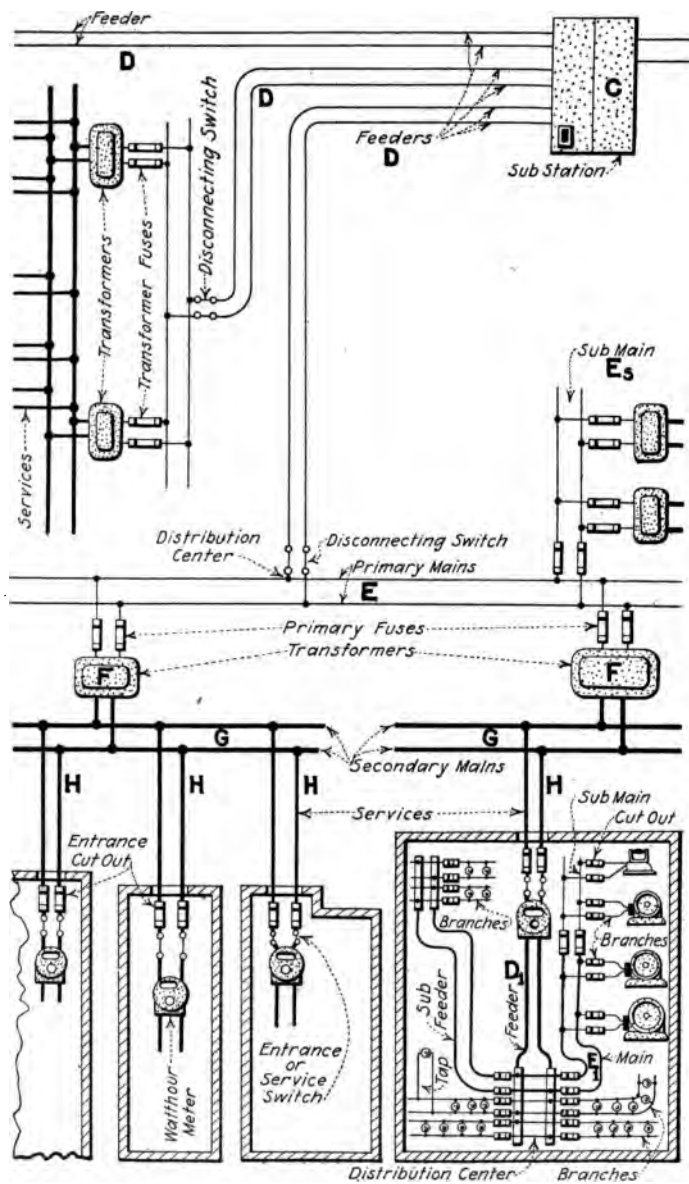 Feeder
D
D
Feeders
D
C
Sub Station
Disconnecting Switch
Transformers
Transformer Fuses
Services
Sub Main
Es
Distribution
Center
Disconnecting Switch
Primary Mains
E
Primary Fuses
Transformers
F
F
G
G
Secondary Mains
H
H
H
H
Services
Entrance
Cut Out
Sub Main
Cut Out
Branches
Branches
D1
Sub
Feeder
Feeder
E1
Main
Tap
Watthour
Meter
Entrance
or
Service
Switch
Distribution Center
Branches